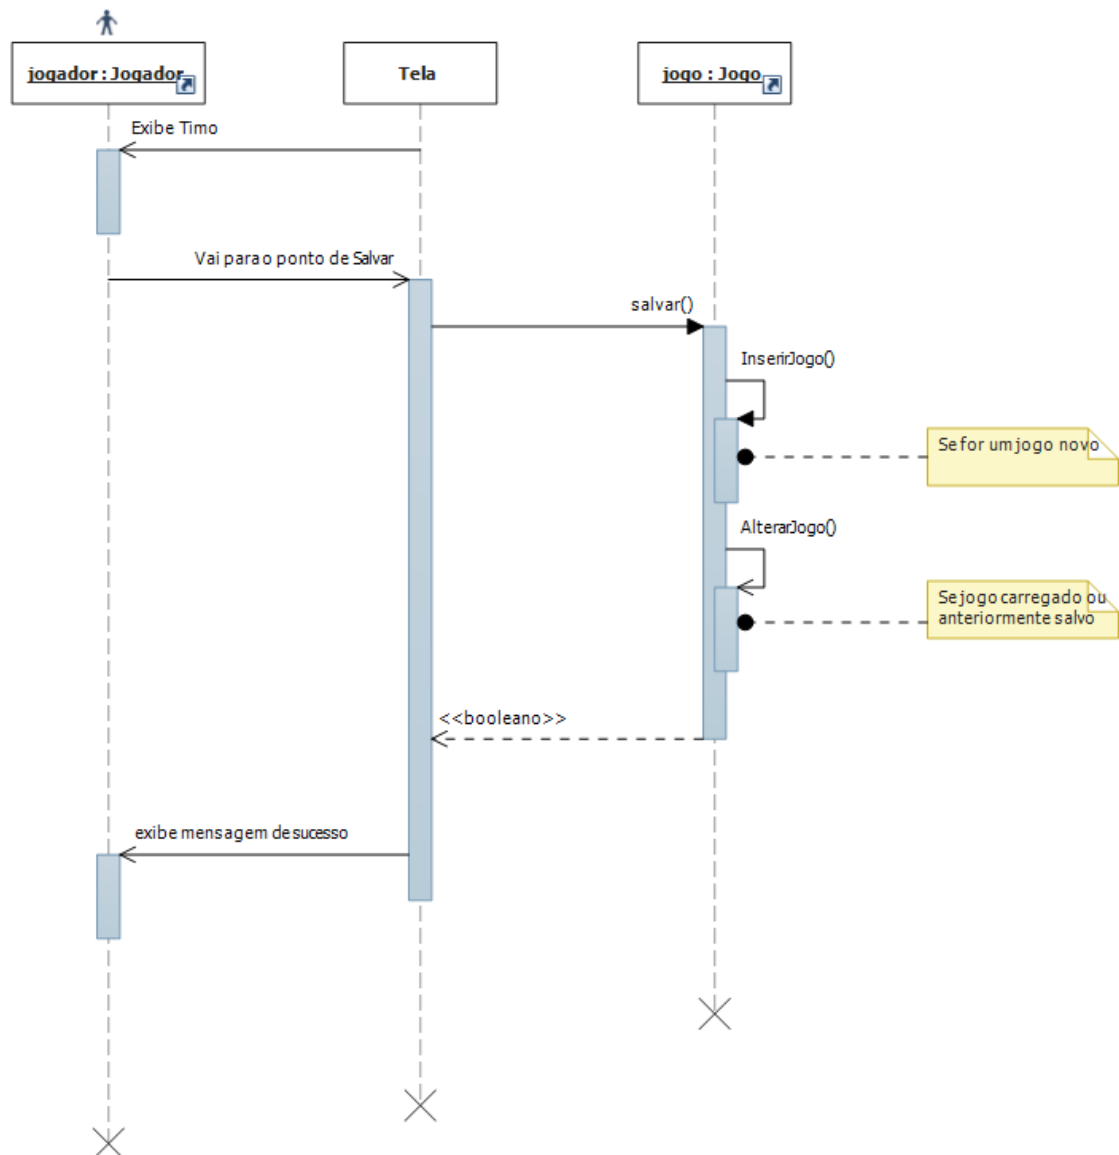 jogador : Jogador
Tela
jogo : Jogo
Exibe Timo
Vai para o ponto de Salvar
salvar()
InserirJogo()
Se for um jogo novo
AlterarJogo()
Se jogo carregado ou
anteriormente salvo
<<booleano>>
exibe mensagem de sucesso